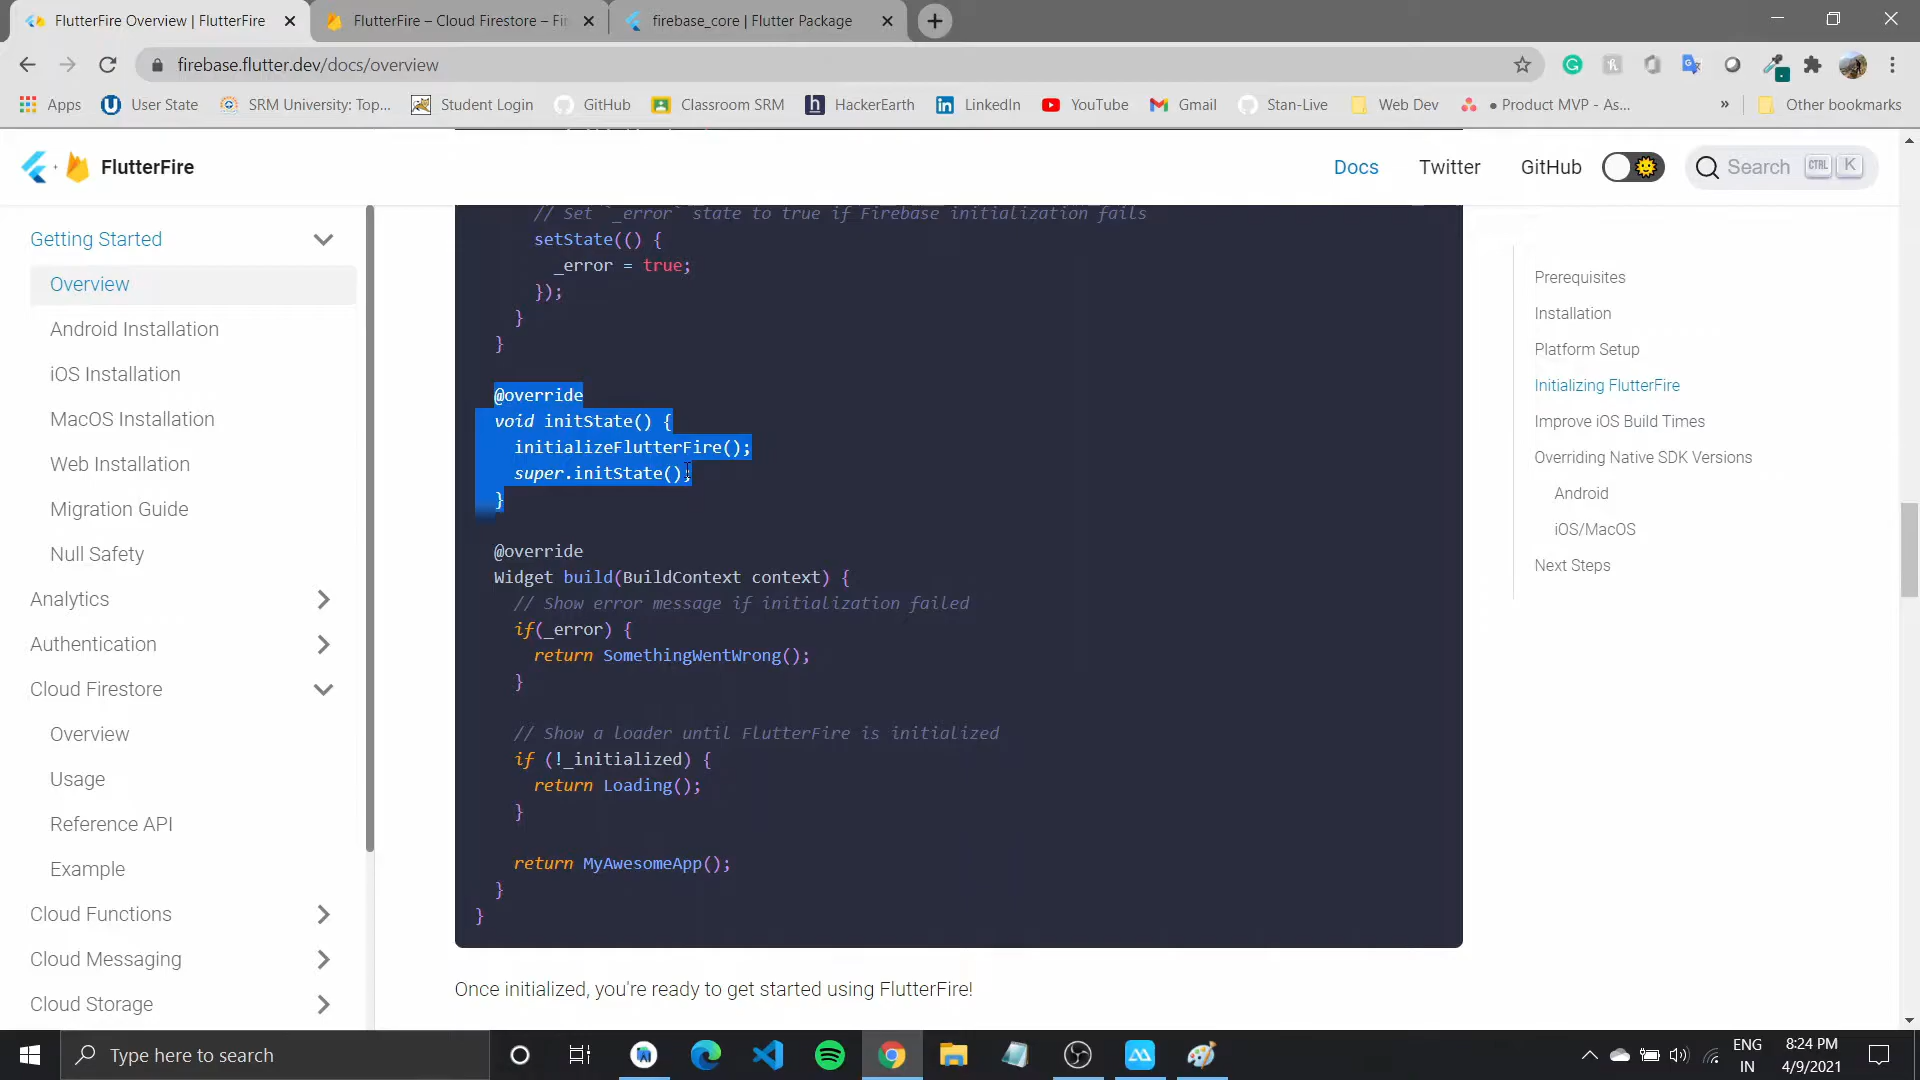 FlutterFire Overview | FlutterFire
FlutterFire – Cloud Firestore – Fir
firebase_core | Flutter Package
firebase.flutter.dev/docs/overview
Apps
User State
SRM University: Top...
Student Login
GitHub
Classroom SRM
HackerEarth
LinkedIn
YouTube
Gmail
Stan-Live
Web Dev
● Product MVP - As...
»
Other bookmarks
FlutterFire
Docs
Twitter
GitHub
Search
CTRL
K
Getting Started
Overview
Android Installation
iOS Installation
MacOS Installation
Web Installation
Migration Guide
Null Safety
Analytics
Authentication
Cloud Firestore
Overview
Usage
Reference API
Example
Cloud Functions
Cloud Messaging
Cloud Storage
// Set `_error` state to true if Firebase initialization fails
setState(() {
_error = true;
});
}
}
@override
void initState() {
initializeFlutterFire();
super.initState();
}
@override
Widget build(BuildContext context) {
// Show error message if initialization failed
if(_error) {
return SomethingWentWrong();
}
// Show a loader until FlutterFire is initialized
if (!_initialized) {
return Loading();
}
return MyAwesomeApp();
}
}
Once initialized, you're ready to get started using FlutterFire!
Prerequisites
Installation
Platform Setup
Initializing FlutterFire
Improve iOS Build Times
Overriding Native SDK Versions
Android
iOS/MacOS
Next Steps
Type here to search
ENG
IN
8:24 PM
4/9/2021